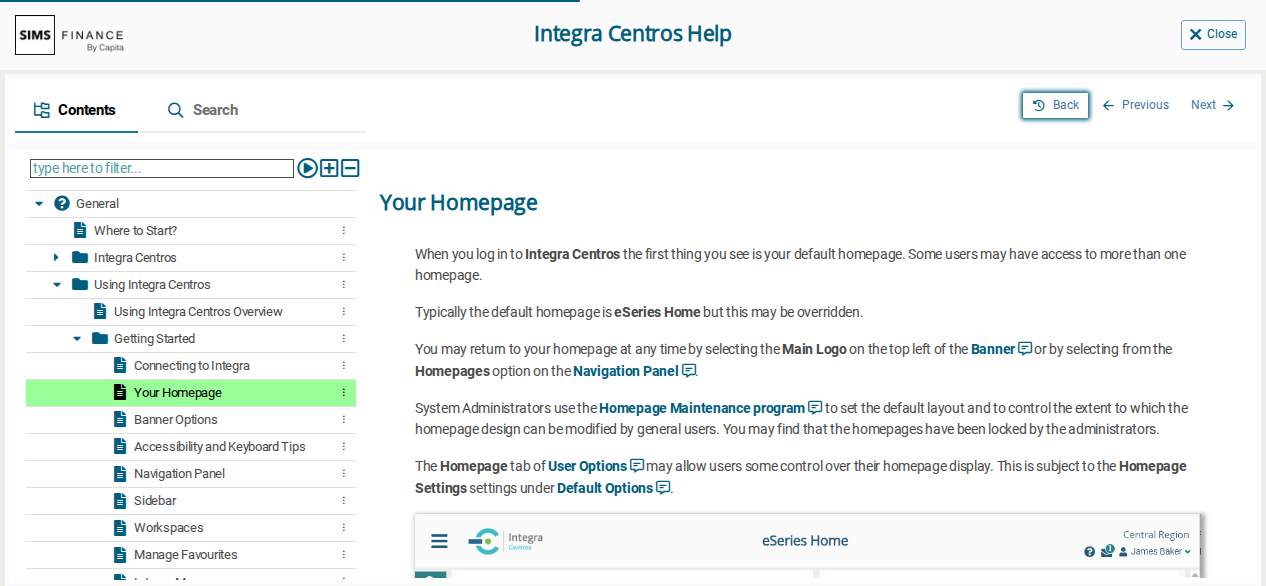 SIMS FINANCE
By Capita
Integra Centros Help
Close
Contents
Search
Back
Previous
Next
type here to filter...
General
Where to Start?
Integra Centros
Using Integra Centros
Using Integra Centros Overview
Getting Started
Connecting to Integra
Your Homepage
Banner Options
Accessibility and Keyboard Tips
Navigation Panel
Sidebar
Workspaces
Manage Favourites
Your Homepage
When you log in to Integra Centros the first thing you see is your default homepage. Some users may have access to more than one
homepage.
Typically the default homepage is eSeries Home but this may be overridden.
You may return to your homepage at any time by selecting the Main Logo on the top left of the Banner or by selecting from the
Homepages option on the Navigation Panel.
System Administrators use the Homepage Maintenance program to set the default layout and to control the extent to which the
homepage design can be modified by general users. You may find that the homepages have been locked by the administrators.
The Homepage tab of User Options may allow users some control over their homepage display. This is subject to the Homepage
Settings settings under Default Options.
Integra
Centros
eSeries Home
Central Region
1
James Baker